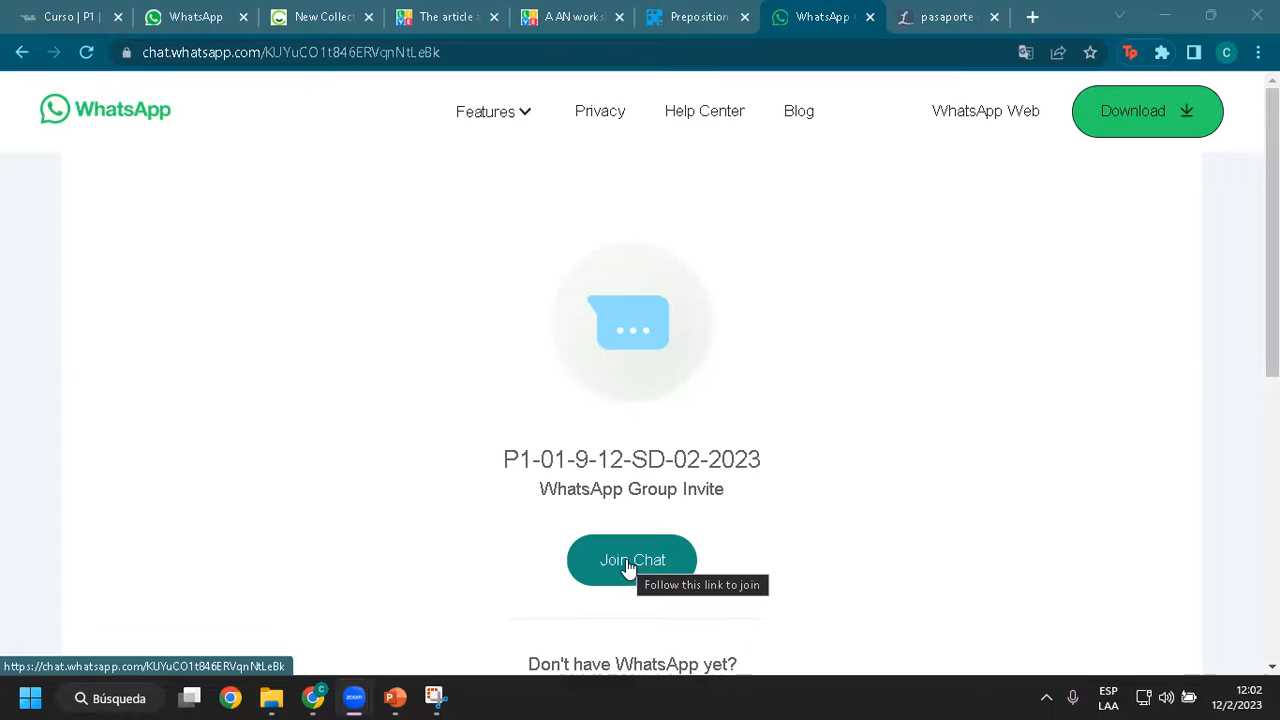 Curso | P1 |
WhatsApp
New Collect
The article a
A AN works
Preposition
WhatsApp
pasaporte -
chat.whatsapp.com/KUYuCO1t846ERVqnNtLeBk
Tp
C
WhatsApp
Features
Privacy
Help Center
Blog
WhatsApp Web
Download
P1-01-9-12-SD-02-2023
WhatsApp Group Invite
Join Chat
Follow this link to join
Don't have WhatsApp yet?
https://chat.whatsapp.com/KUYuCO1t846ERVqnNtLeBk
Búsqueda
zoom
ESP
LAA
12:02
12/2/2023